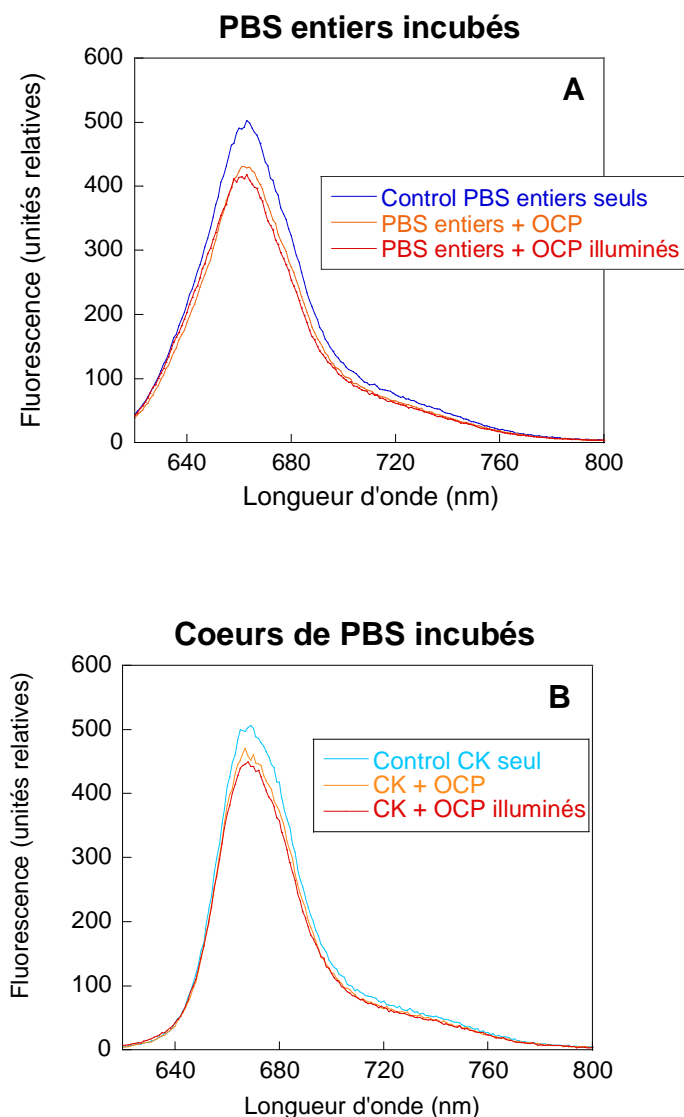 PBS entiers incubés
600
A
500
Control PBS entiers seuls
400
PBS entiers + OCP
PBS entiers + OCP illuminés
300
200
100
0
Fluorescence (unités relatives)
640 680 720 760 800
Longueur d'onde (nm)
Coeurs de PBS incubés
600
B
500
Control CK seul
CK + OCP
400
CK + OCP illuminés
300
200
100
0
Fluorescence (unités relatives)
640 680 720 760 800
Longueur d'onde (nm)